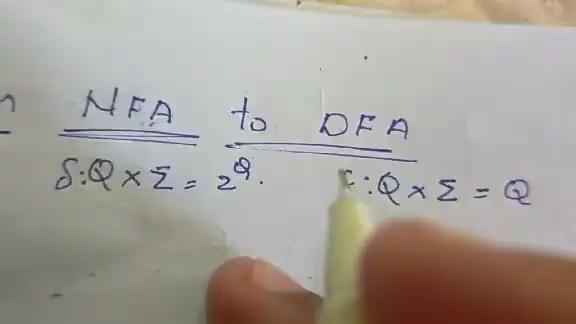 n NFA to DFA
δ:Q×Σ = 2^Q. :Q×Σ = Q